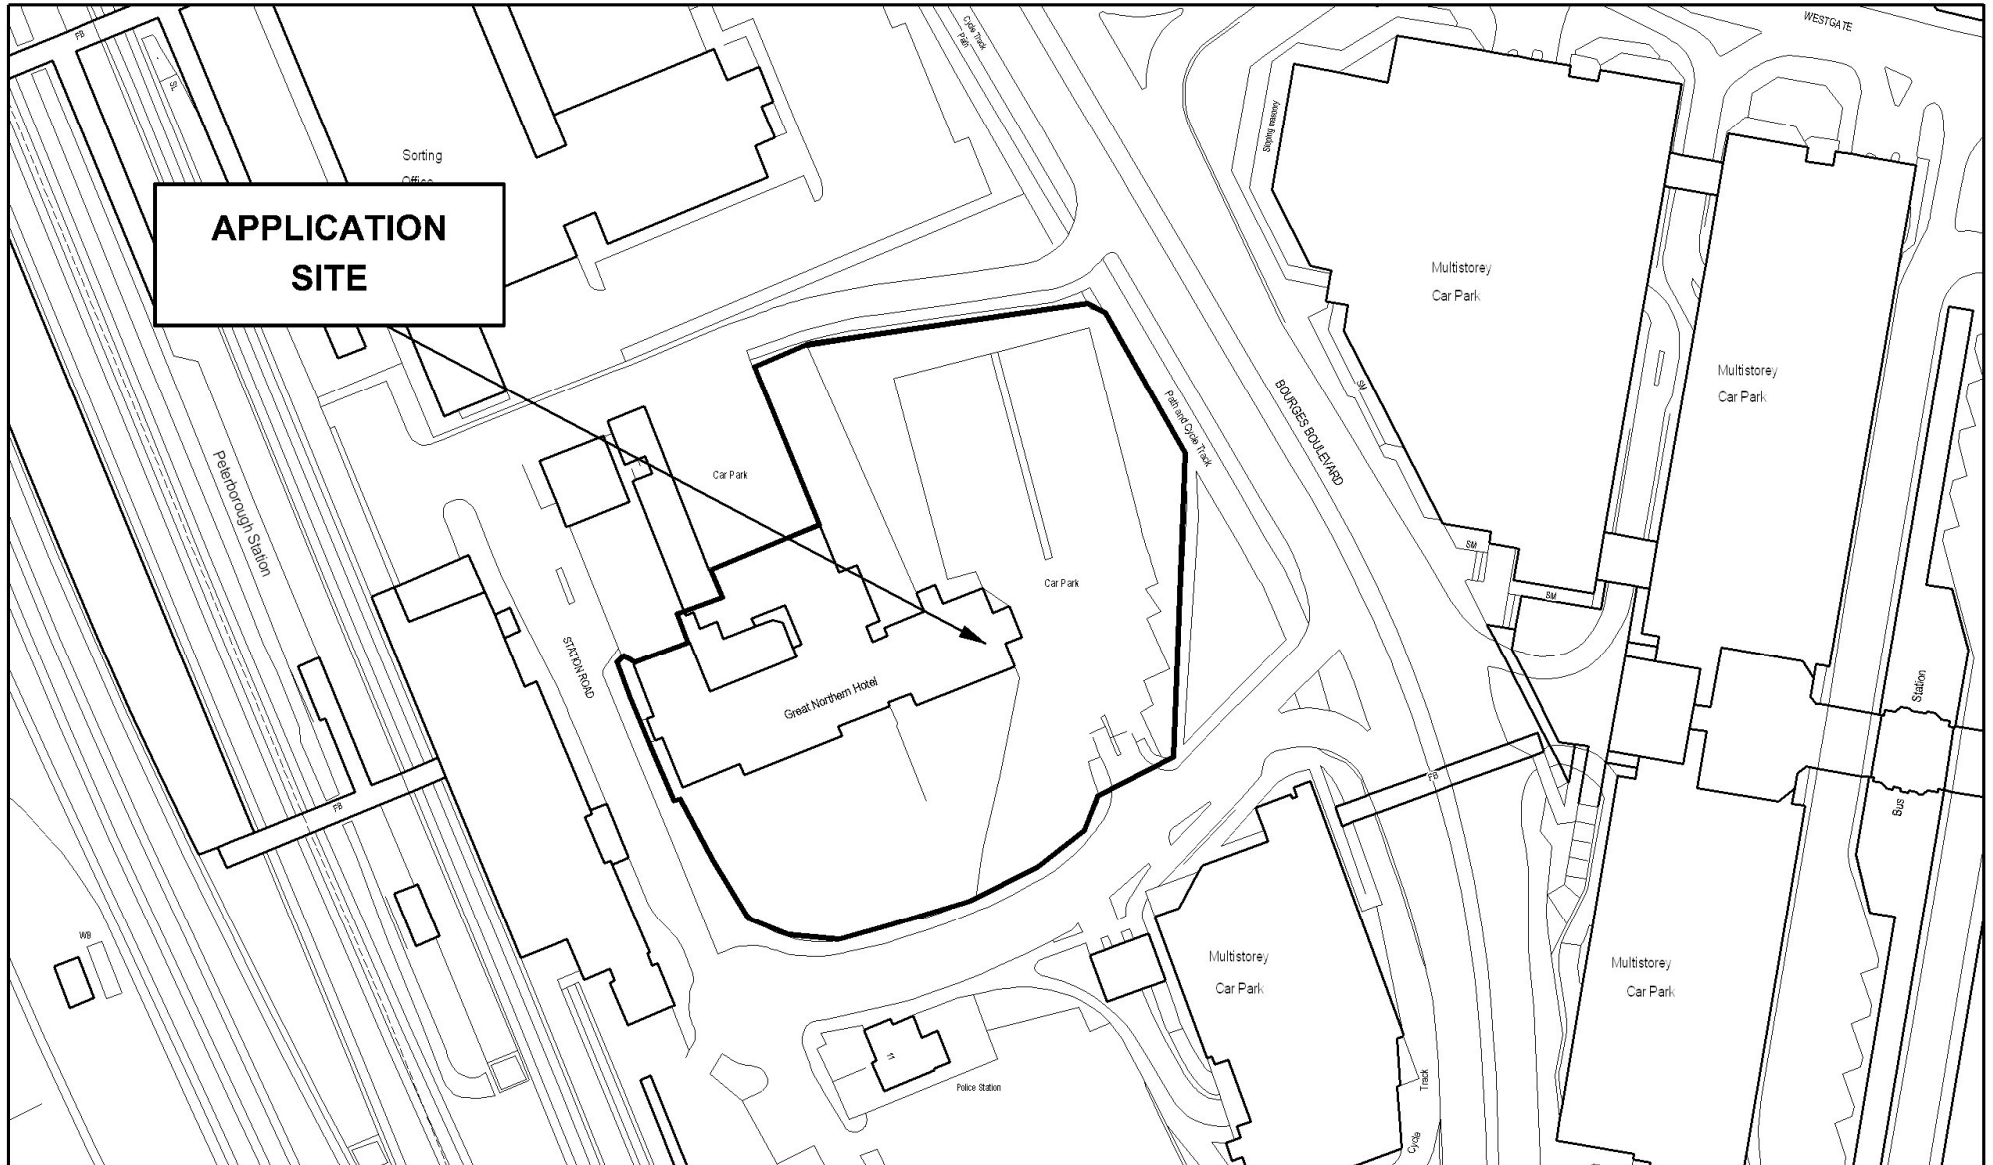 WESTGATE
Cycle Track
Path
FB
SL
Sloping masonry
Sorting
Office
APPLICATION
SITE
Multistorey
Car Park
Multistorey
Car Park
SM
BOURGES BOULEVARD
Path and Cycle Track
Car Park
Peterborough Station
SM
Car Park
SM
STATION ROAD
Great Northern Hotel
Station
Bus
FB
FB
WB
Multistorey
Car Park
Multistorey
Car Park
11
Police Station
Track
Cycle